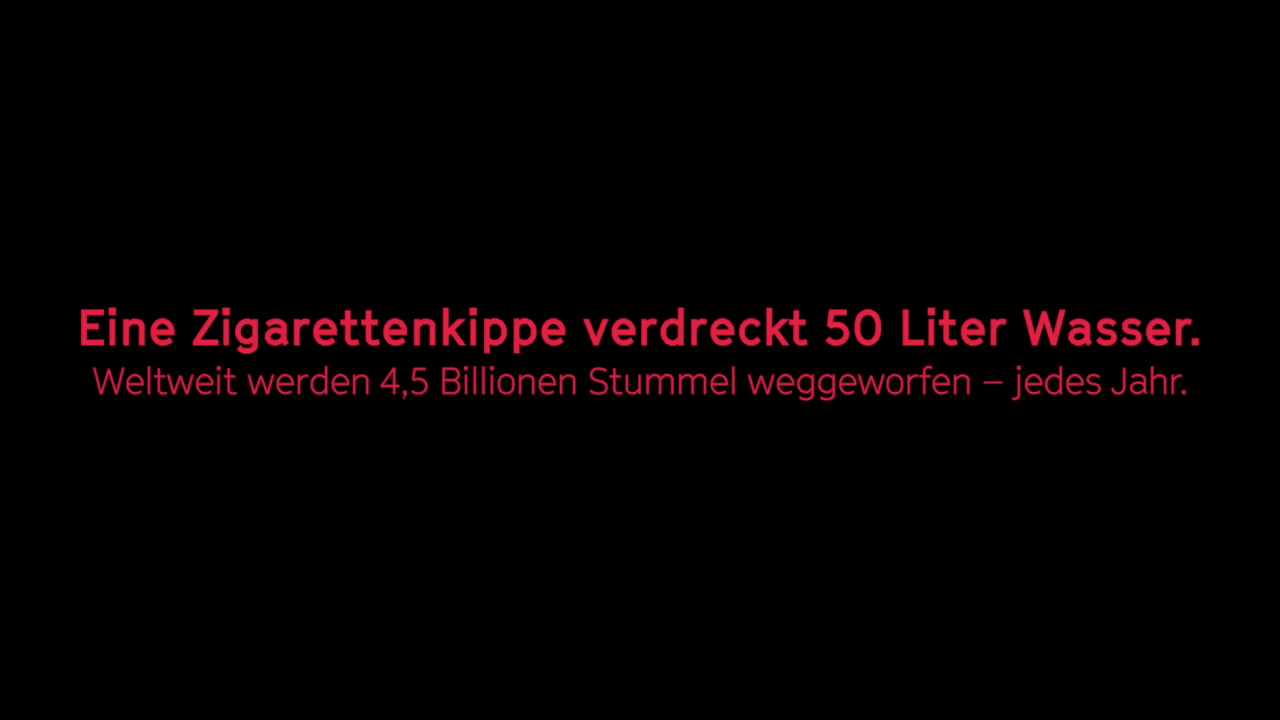 Eine Zigarettenkippe verdreckt 50 Liter Wasser.
Weltweit werden 4,5 Billionen Stummel weggeworfen – jedes Jahr.